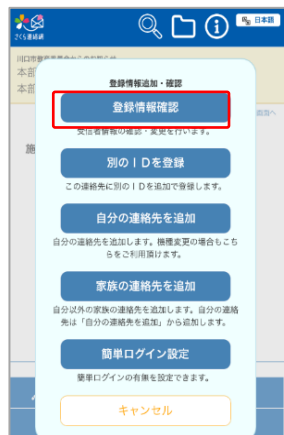 さくら連絡網
日本語
川口市
本部
本部
登録情報追加・確認
登録情報確認
受信者情報の確認・変更を行います。
施
別のIDを登録
この連絡先に別のIDを追加で登録します。
自分の連絡先を追加
自分の連絡先を追加します。機種変更の場合もこち
らをご利用頂けます。
家族の連絡先を追加
自分以外の家族の連絡先を追加します。自分の連絡
先は「自分の連絡先を追加」から追加します。
簡単ログイン設定
簡単ログインの有無を設定できます。
キャンセル